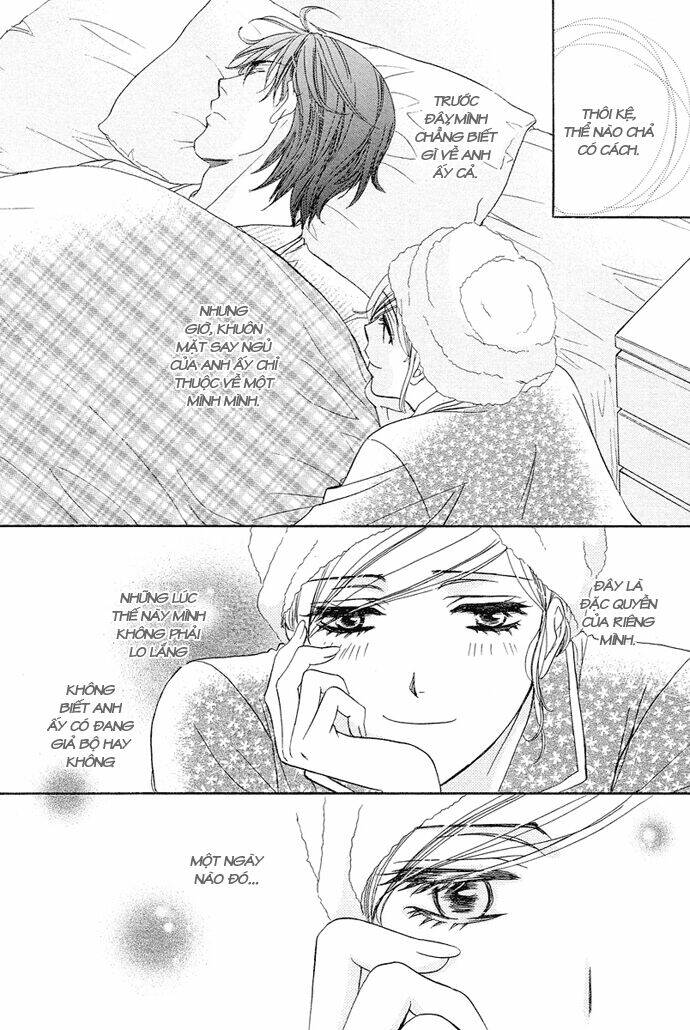 THÔI KỆ,
THỂ NÀO CHẢ
CÓ CÁCH.
TRƯỚC
ĐÂY, MÌNH
CHẲNG BIẾT
GÌ VỀ ANH
ẤY CẢ.
NHƯNG
GIỜ, KHUÔN
MẶT SAY NGỦ
CỦA ANH ẤY CHỈ
THUỘC VỀ MỘT
MÌNH MÌNH.
ĐÂY LÀ
ĐẶC QUYỀN
CỦA RIÊNG
MÌNH.
NHỮNG LÚC
THẾ NÀY MÌNH
KHÔNG PHẢI
LO LẮNG
KHÔNG
BIẾT ANH
ẤY CÓ ĐANG
GIẢ BỘ HAY
KHÔNG
MỘT NGÀY
NÀO ĐÓ...